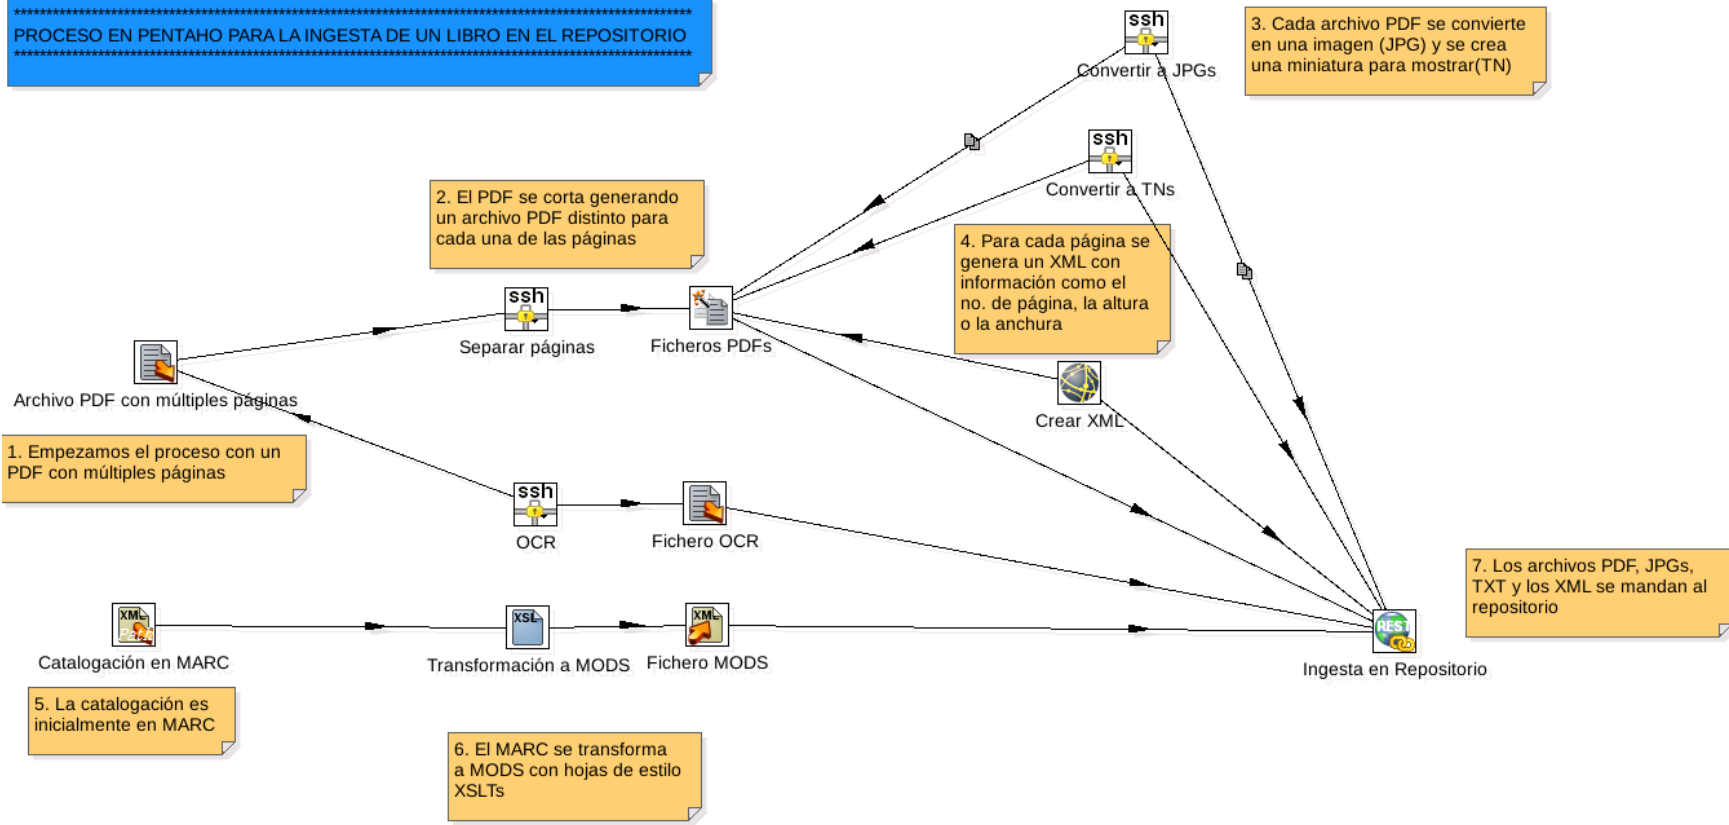 ****************************************************************************************************
PROCESO EN PENTAHO PARA LA INGESTA DE UN LIBRO EN EL REPOSITORIO
****************************************************************************************************
ssh
Convertir a JPGs
3. Cada archivo PDF se convierte
en una imagen (JPG) y se crea
una miniatura para mostrar(TN)
ssh
Convertir a TNs
2. El PDF se corta generando
un archivo PDF distinto para
cada una de las páginas
4. Para cada página se
genera un XML con
información como el
no. de página, la altura
o la anchura
ssh
Separar páginas
Ficheros PDFs
Archivo PDF con múltiples páginas
Crear XML
1. Empezamos el proceso con un
PDF con múltiples páginas
ssh
OCR
Fichero OCR
7. Los archivos PDF, JPGs,
TXT y los XML se mandan al
repositorio
XML
Catalogación en MARC
XSL
Transformación a MODS
XML
Fichero MODS
REST
Ingesta en Repositorio
5. La catalogación es
inicialmente en MARC
6. El MARC se transforma
a MODS con hojas de estilo
XSLTs